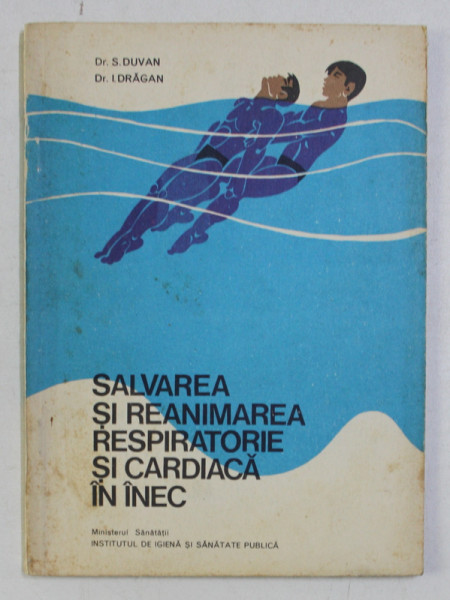 Dr. S. DUVAN
Dr. I. DRĂGAN
SALVAREA
ȘI REANIMAREA
RESPIRATORIE
ȘI CARDIACĂ
ÎN ÎNEC
Ministerul Sănătății
INSTITUTUL DE IGIENĂ ȘI SĂNĂTATE PUBLICĂ